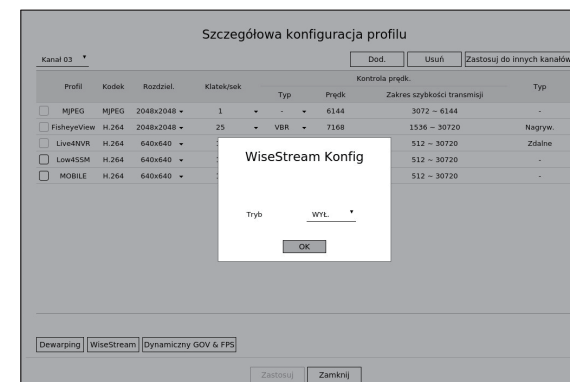 Szczegółowa konfiguracja profilu
Kanał 03
Dod. Usuń Zastosuj do innych kanałów
Profil Kodek Rozdziel. Klatek/sek Kontrola prędk. Typ
Typ Prędk Zakres szybkości transmisji
MJPEG MJPEG 2048x2048 1 - 6144 3072 ~ 6144 -
FisheyeView H.264 2048x2048 25 VBR 7168 1536 ~ 30720 Nagryw.
Live4NVR H.264 640x640 512 ~ 30720 Zdalne
Low4SSM H.264 640x640 512 ~ 30720 -
MOBILE H.264 640x640 512 ~ 30720 -
WiseStream Konfig
Tryb WYŁ.
OK
Dewarping WiseStream Dynamiczny GOV & FPS
Zastosuj Zamknij